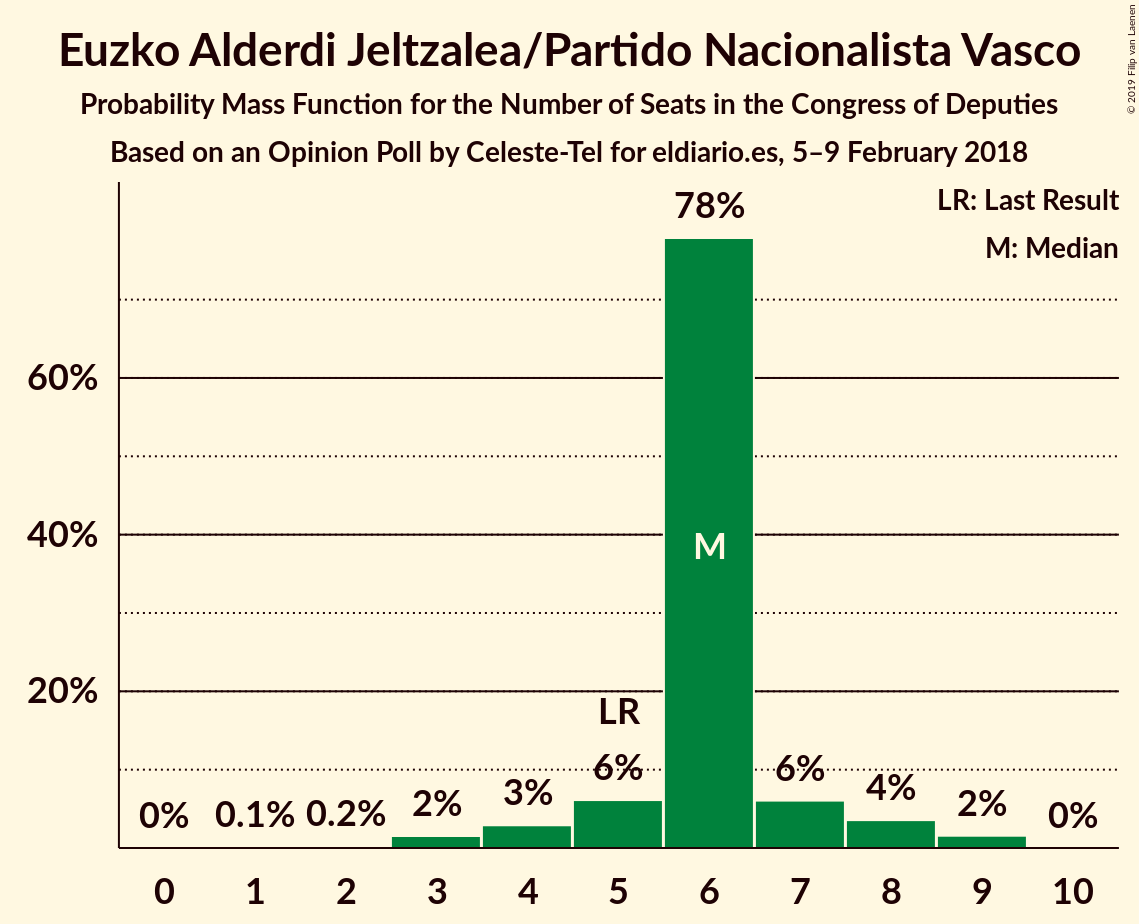 Euzko Alderdi Jeltzalea/Partido Nacionalista Vasco
Probability Mass Function for the Number of Seats in the Congress of Deputies
Based on an Opinion Poll by Celeste-Tel for eldiario.es, 5–9 February 2018
© 2019 Filip van Laenen
LR: Last Result
M: Median
78%
60%
40%
20%
M
LR
0% 0.1% 0.2% 2% 3% 6% 6% 4% 2% 0%
0 1 2 3 4 5 6 7 8 9 10